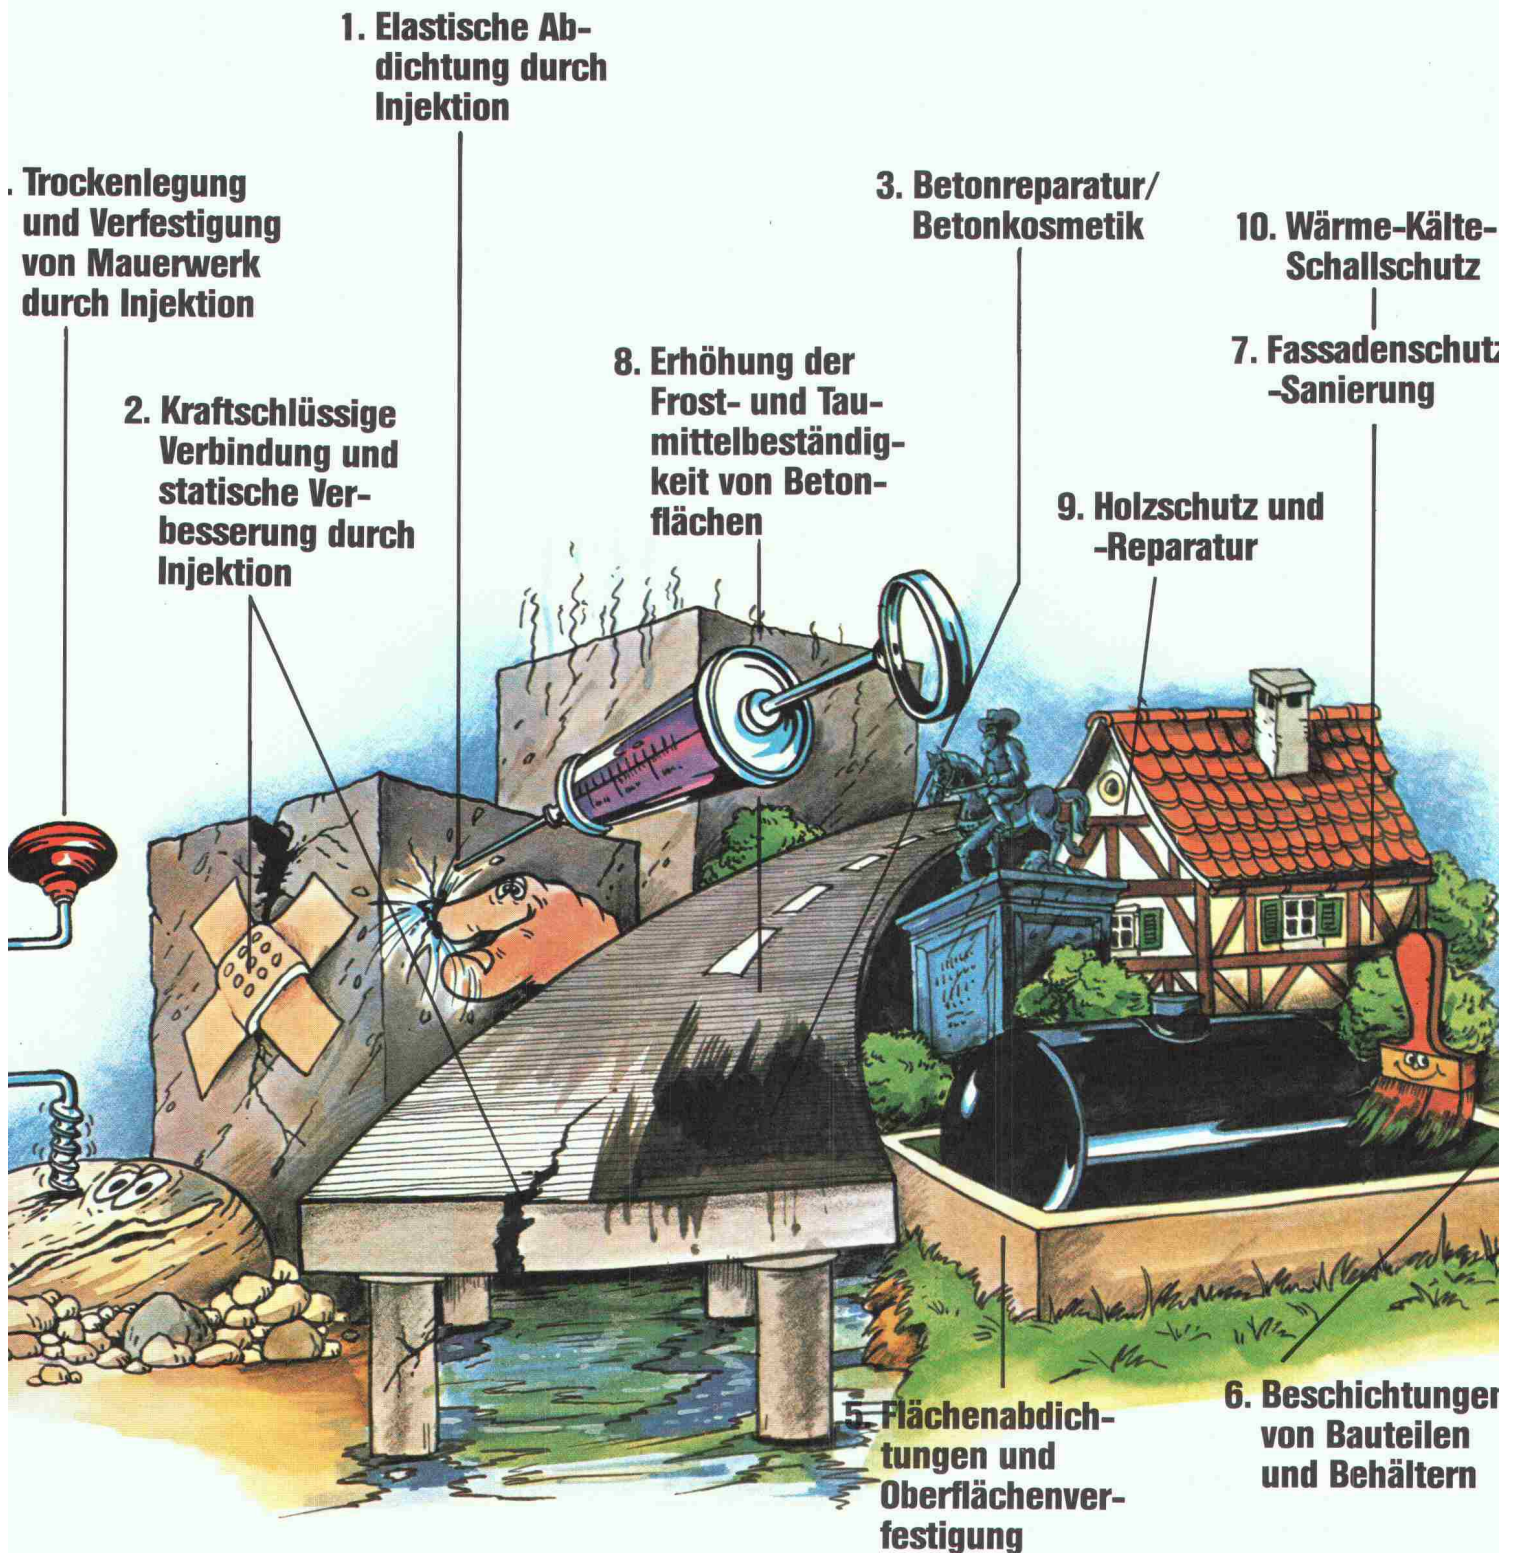 1. Elastische Ab-
dichtung durch
Injektion
. Trockenlegung
und Verfestigung
von Mauerwerk
durch Injektion
2. Kraftschlüssige
Verbindung und
statische Ver-
besserung durch
Injektion
8. Erhöhung der
Frost- und Tau-
mittelbeständig-
keit von Beton-
flächen
3. Betonreparatur/
Betonkosmetik
10. Wärme-Kälte-
Schallschutz
7. Fassadenschutz
-Sanierung
9. Holzschutz und
-Reparatur
5. Flächenabdich-
tungen und
Oberflächenver-
festigung
6. Beschichtungen
von Bauteilen
und Behältern